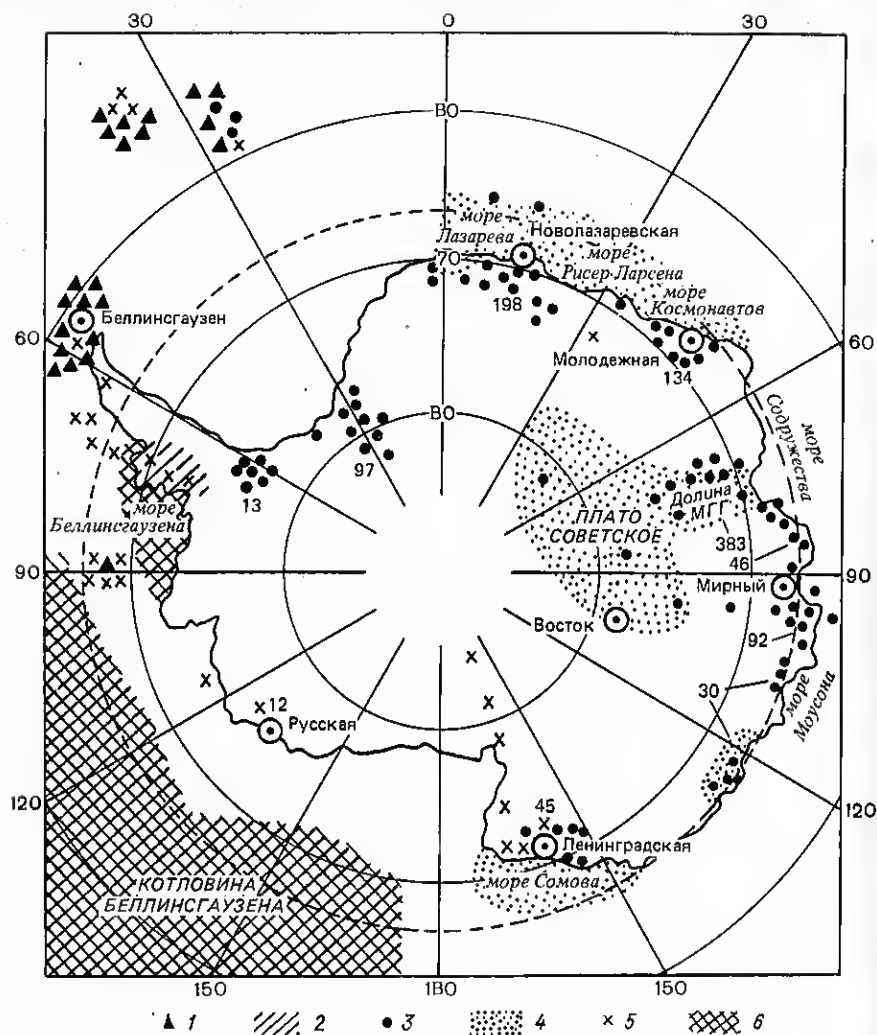 30 0 30
80
море
Лазарева
Новолазаревская
море
Рисер-Ларсена
70
море
Космонавтов
198
Беллинсгаузен
60
60
Молодежная
134
море
Содружества
80
97
13
море
Беллинсгаузена
ПЛАТО
СОВЕТСКОЕ
Долина
МГГ
383
46
90
Мирный
90
Восток
92
30
море
Моусона
12
Русская
120
45
Ленинградская
120
море Сомова
КОТЛОВИНА
БЕЛЛИНСГАУЗЕНА
150 180 150
1 2 3 4 5 6